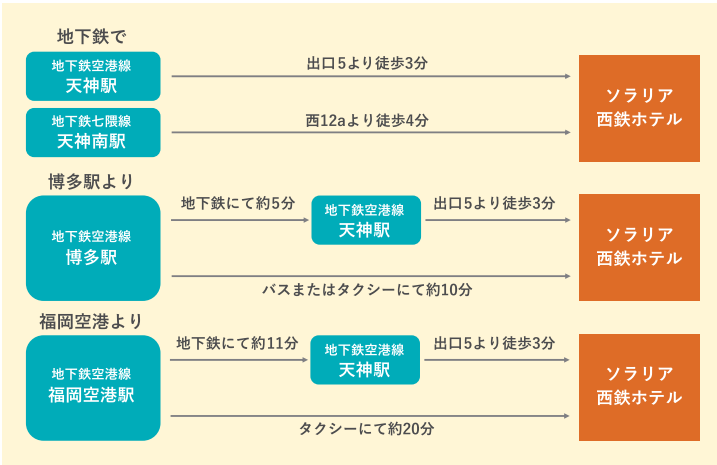 地下鉄で
地下鉄空港線
天神駅
出口5より徒歩3分
ソラリア
西鉄ホテル
地下鉄七隈線
天神南駅
西12aより徒歩4分
博多駅より
地下鉄空港線
博多駅
地下鉄にて約5分
地下鉄空港線
天神駅
出口5より徒歩3分
バスまたはタクシーにて約10分
ソラリア
西鉄ホテル
福岡空港より
地下鉄空港線
福岡空港駅
地下鉄にて約11分
地下鉄空港線
天神駅
出口5より徒歩3分
タクシーにて約20分
ソラリア
西鉄ホテル